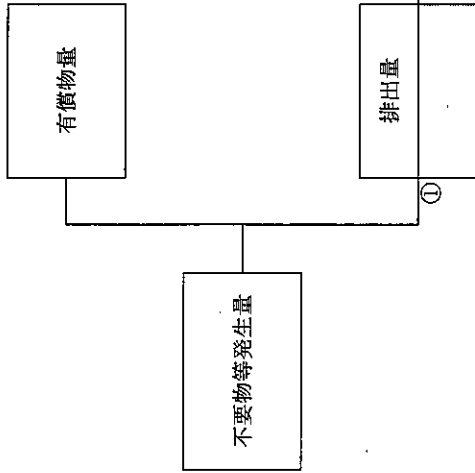 有償物量
不要物等発生量
排出量
①